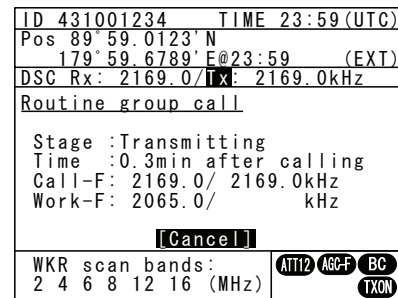 ID 431001234 TIME 23:59(UTC)
Pos 89°59.0123'N
179°59.6789'E@23:59 (EXT)
DSC Rx: 2169.0/Tx: 2169.0kHz
Routine group call
Stage :Transmitting
Time :0.3min after calling
Call-F: 2169.0/ 2169.0kHz
Work-F: 2065.0/ kHz
[Cancel]
WKR scan bands: ATT12 AGC-F BC
2 4 6 8 12 16 (MHz) TXON